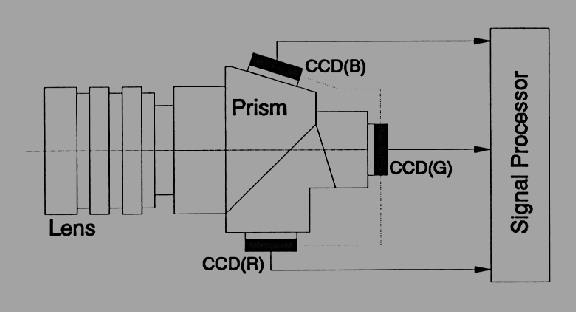 CCD(B)
Prism
CCD(G)
Lens
CCD(R)
Signal Processor